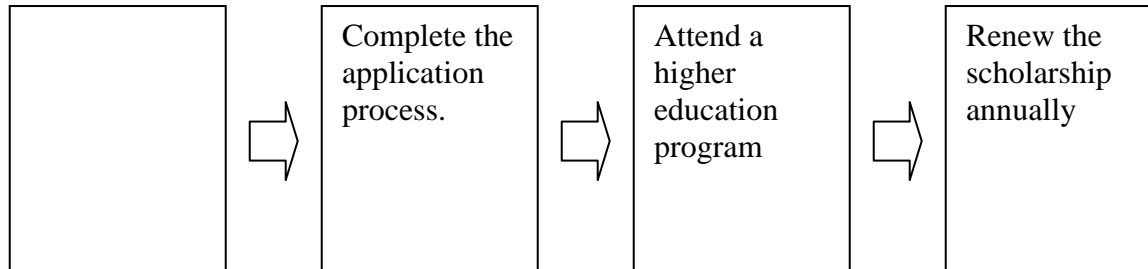 Complete the
application
process.
Attend a
higher
education
program
Renew the
scholarship
annually